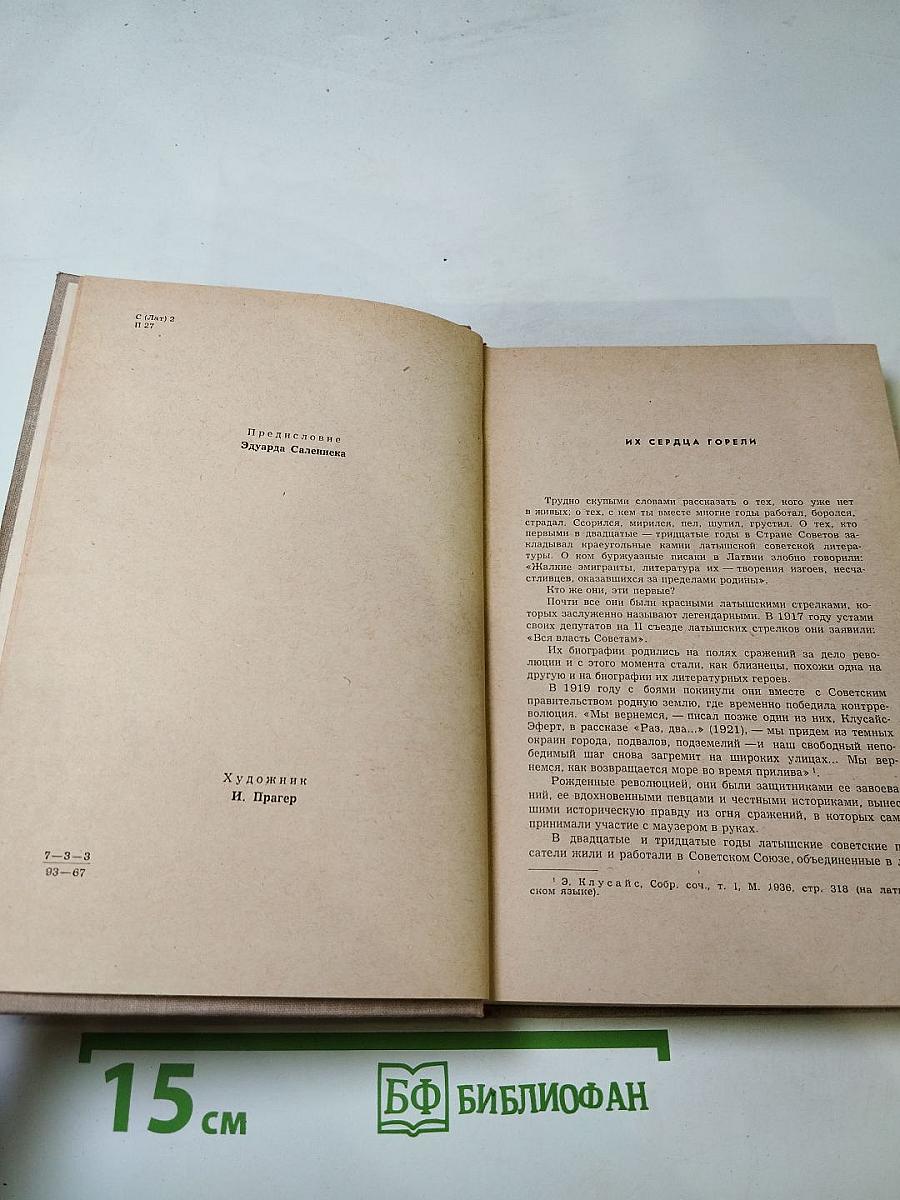 С (Лат) 2
П 27
Предисловие
Эдуарда Саленнека
Художник
И. Прагер
7—3—3
93—67
ИХ СЕРДЦА ГОРЕЛИ
Трудно скупыми словами рассказать о тех, кого уже нет
в живых; о тех, с кем ты вместе многие годы работал, боролся,
страдал. Ссорился, мирился, пел, шутил, грустил. О тех, кто
первыми в двадцатые — тридцатые годы в Стране Советов за-
кладывал краеугольные камни латышской советской литера-
туры. О ком буржуазные писаки в Латвии злобно говорили:
«Жалкие эмигранты, литература их — творения изгоев, несча-
стливцев, оказавшихся за пределами родины».
Кто же они, эти первые?
Почти все они были красными латышскими стрелками, ко-
торых заслуженно называют легендарными. В 1917 году устами
своих депутатов на II съезде латышских стрелков они заявили:
«Вся власть Советам».
Их биографии родились на полях сражений за дело рево-
люции и с этого момента стали, как близнецы, похожи одна на
другую и на биографии их литературных героев.
В 1919 году с боями покинули они вместе с Советским
правительством родную землю, где временно победила контрре-
волюция. «Мы вернемся, — писал позже один из них, Клусайс-
Эферт, в рассказе «Раз, два...» (1921), — мы придем из темных
окраин города, подвалов, подземелий — и наш свободный непо-
бедимый шаг снова загремит на широких улицах... Мы вер-
немся, как возвращается море во время прилива» ¹.
Рожденные революцией, они были защитниками ее завоева
ний, ее вдохновенными певцами и честными историками, вынес
шими историческую правду из огня сражений, в которых сам
принимали участие с маузером в руках.
В двадцатые и тридцатые годы латышские советские п
сатели жили и работали в Советском Союзе, объединенные в л
¹ Э. Клусайс, Собр. соч., т. 1, М. 1936, стр. 318 (на лат
ском языке).
15 см
БФ БИБЛИОФАН